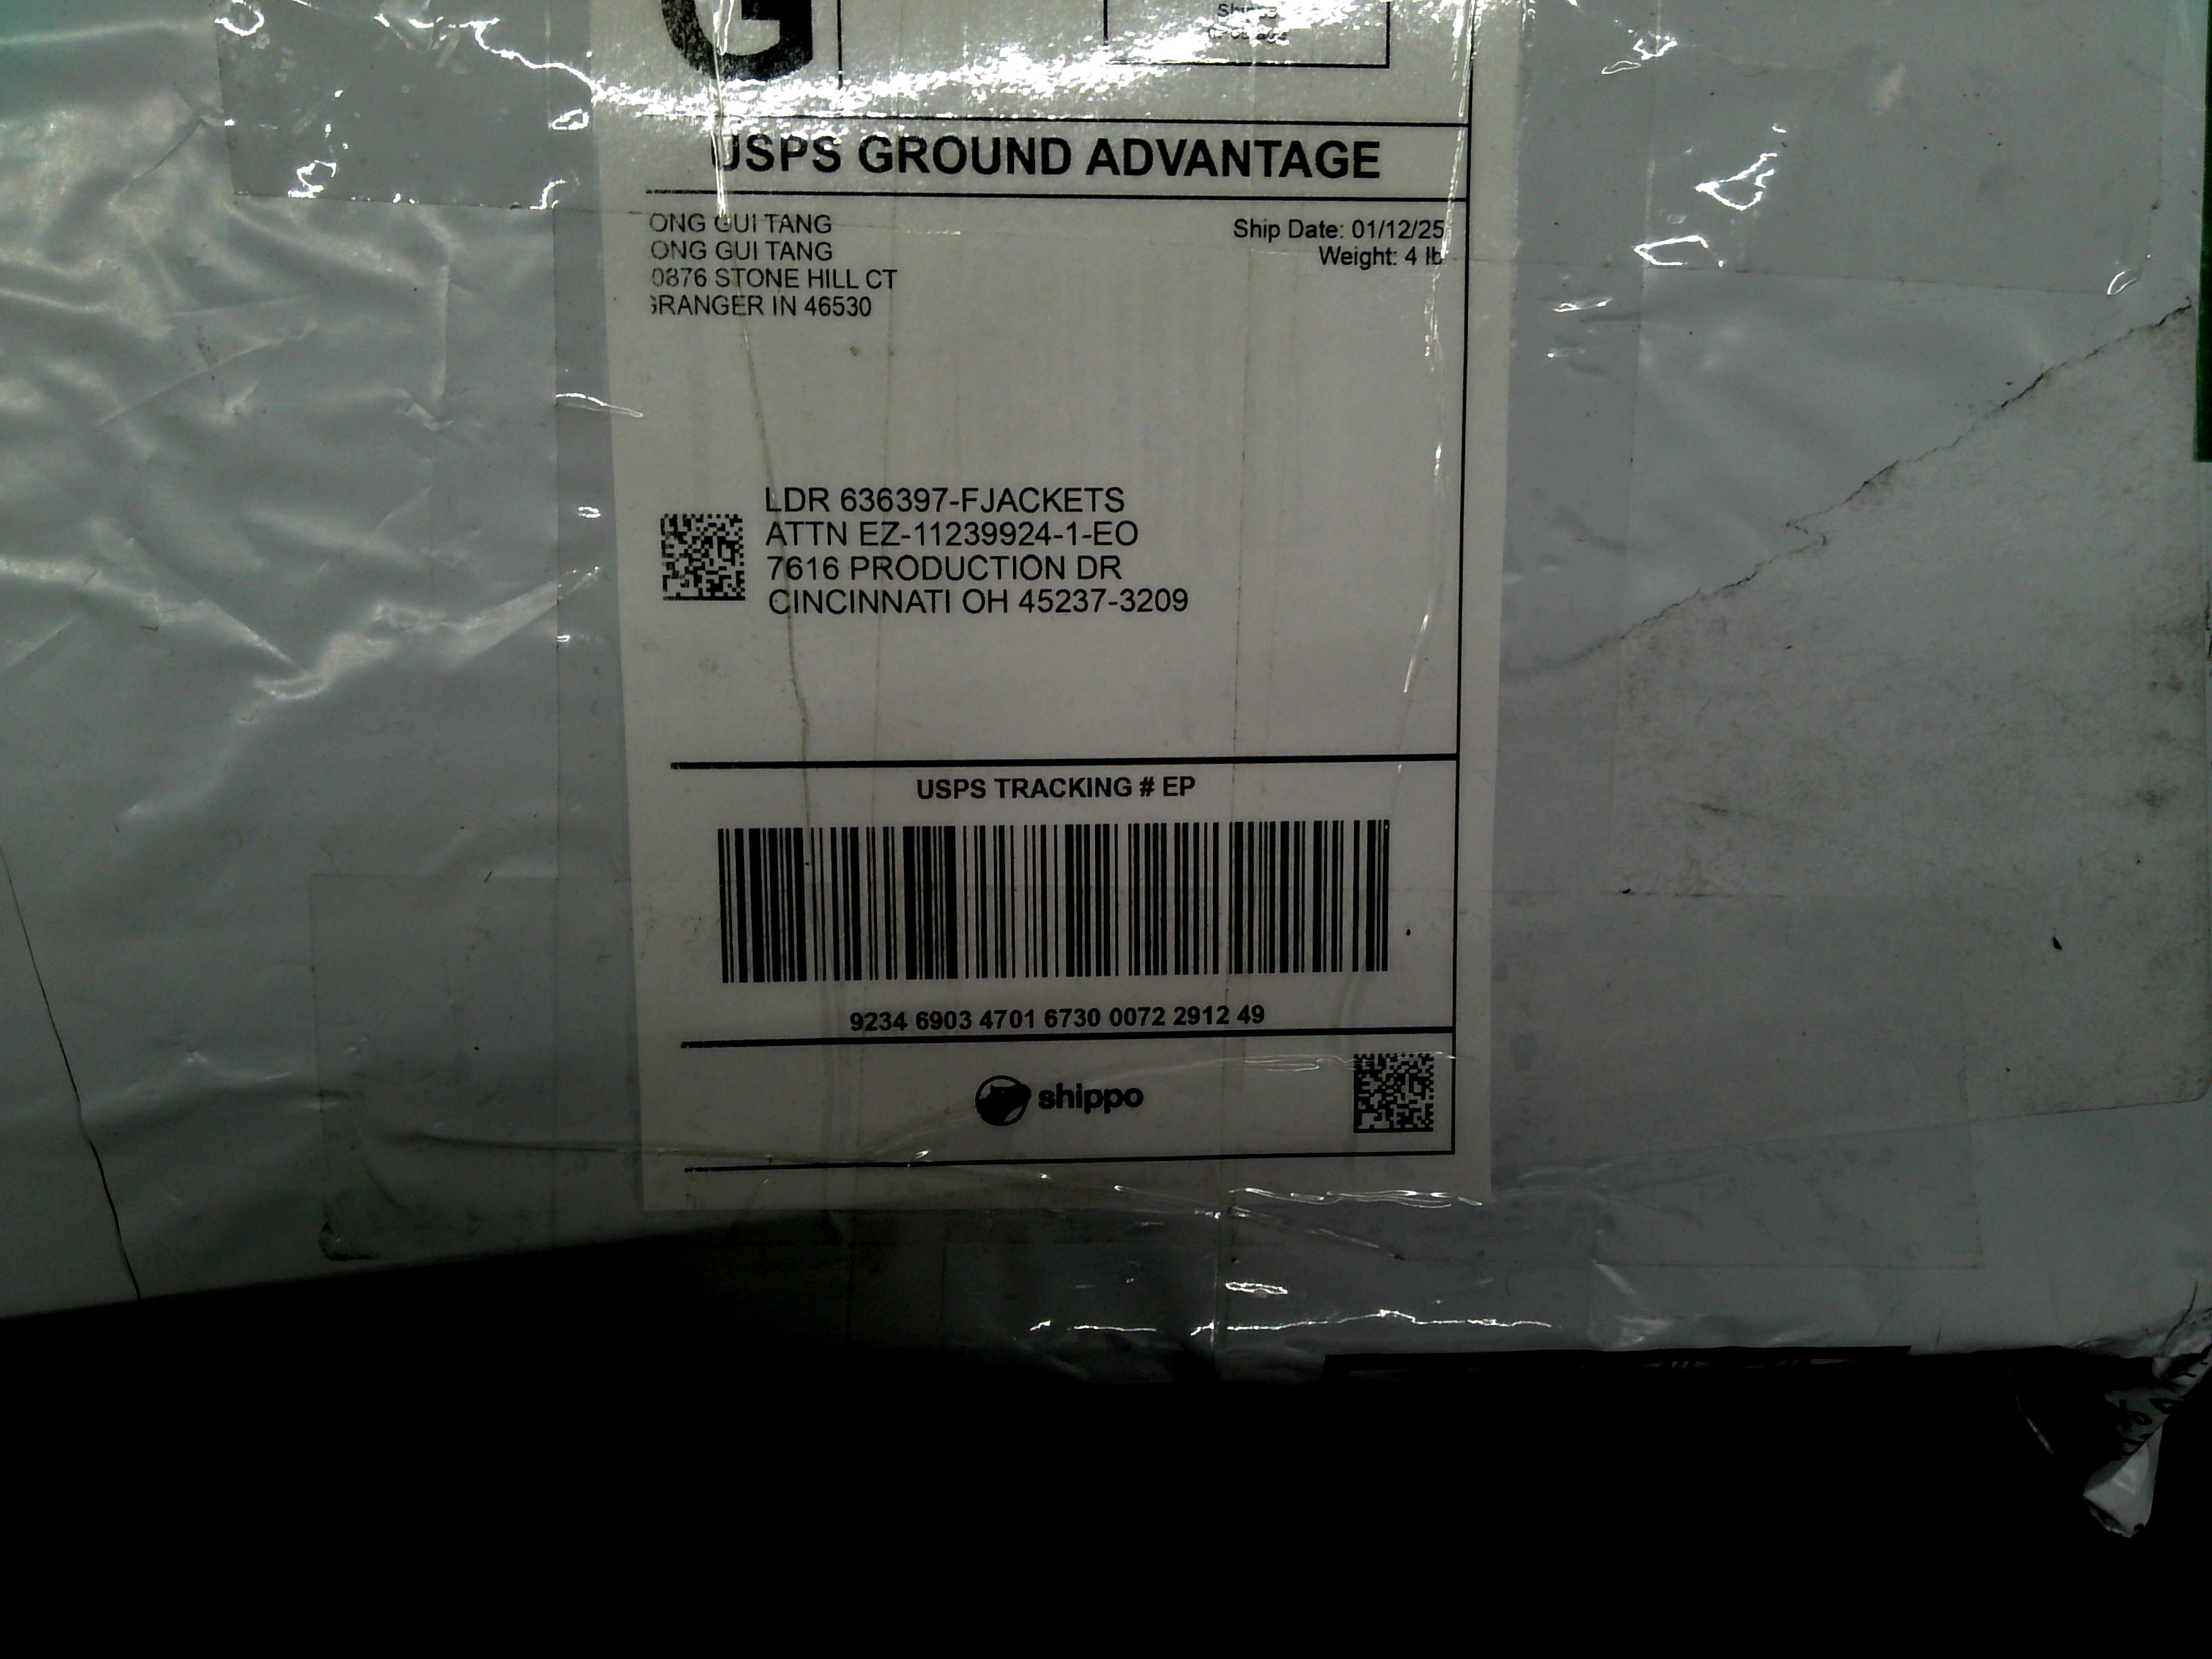 G
USPS GROUND ADVANTAGE
ONG GUI TANG
ONG GUI TANG
0876 STONE HILL CT
GRANGER IN 46530
Ship Date: 01/12/25
Weight: 4 lb
LDR 636397-FJACKETS
ATTN EZ-11239924-1-EO
7616 PRODUCTION DR
CINCINNATI OH 45237-3209
USPS TRACKING # EP
9234 6903 4701 6730 0072 2912 49
shippo